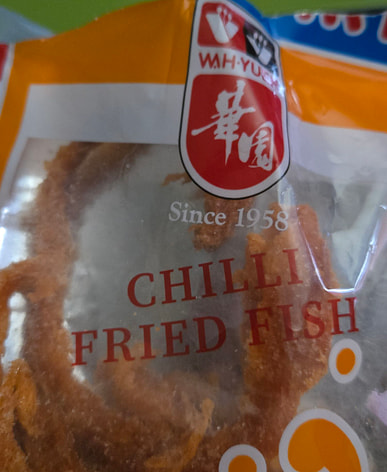 WAH·YUEN
華園
Since 1958
CHILLI
FRIED FISH